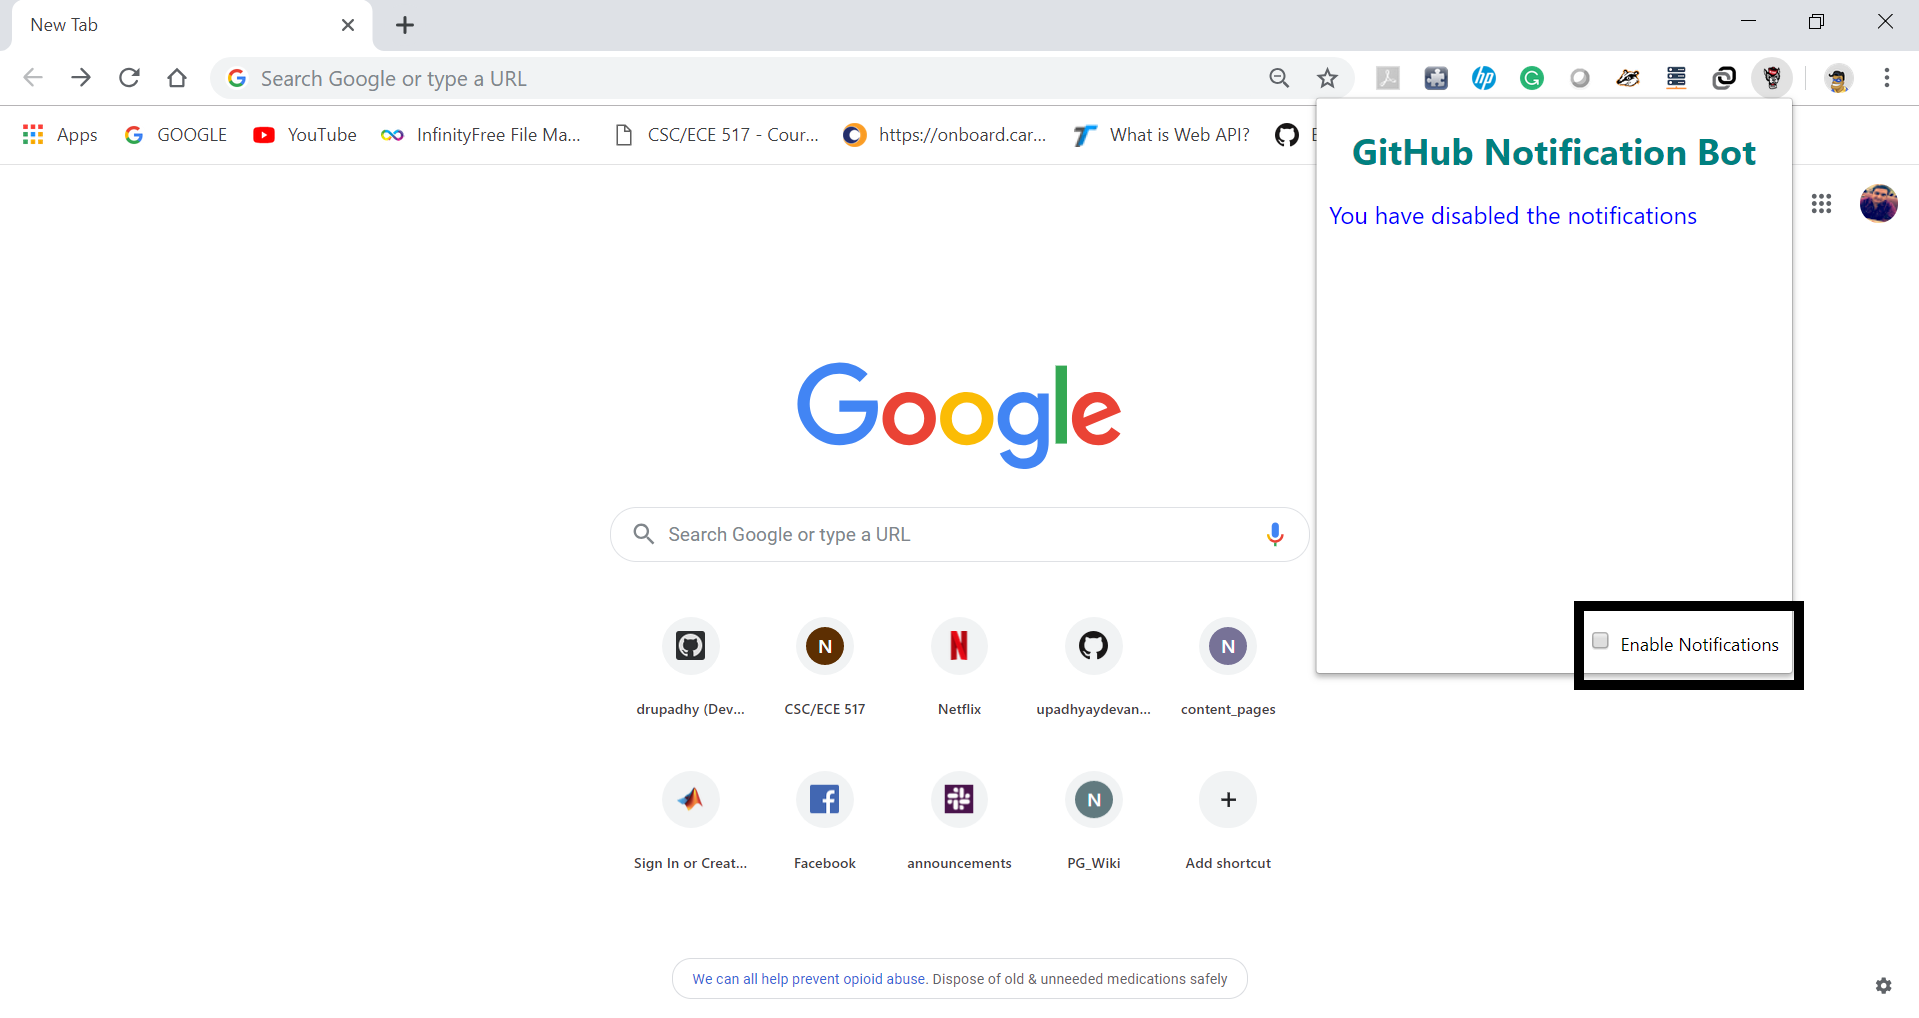 New Tab
Search Google or type a URL
Apps
GOOGLE
YouTube
InfinityFree File Ma...
CSC/ECE 517 - Cour...
https://onboard.car...
What is Web API?
GitHub Notification Bot
You have disabled the notifications
Google
Search Google or type a URL
Enable Notifications
N
N
N
drupadhy (Dev...
CSC/ECE 517
Netflix
upadhyaydevan...
content_pages
N
Sign In or Creat...
Facebook
announcements
PG_Wiki
Add shortcut
We can all help prevent opioid abuse. Dispose of old & unneeded medications safely